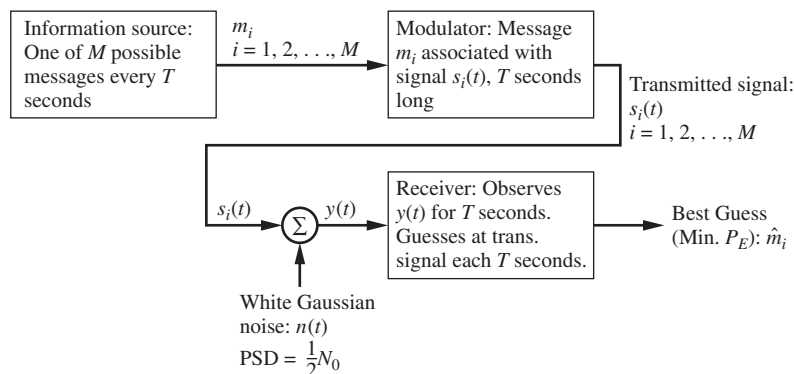 Information source:
One of M possible
messages every T
seconds
m_i
i = 1, 2, . . ., M
Modulator: Message
m_i associated with
signal s_i(t), T seconds
long
Transmitted signal:
s_i(t)
i = 1, 2, . . ., M
s_i(t)
Σ
y(t)
Receiver: Observes
y(t) for T seconds.
Guesses at trans.
signal each T seconds.
Best Guess
(Min. P_E): m̂_i
White Gaussian
noise: n(t)
PSD = 1/2 N_0